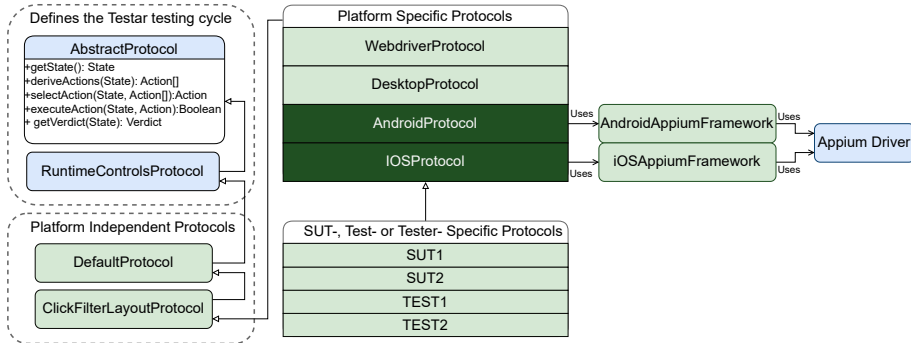 Defines the Testar testing cycle
AbstractProtocol
+getState(): State
+deriveActions(State): Action[]
+selectAction(State, Action[]):Action
+executeAction(State, Action):Boolean
+ getVerdict(State): Verdict
RuntimeControlsProtocol
Platform Independent Protocols
DefaultProtocol
ClickFilterLayoutProtocol
Platform Specific Protocols
WebdriverProtocol
DesktopProtocol
AndroidProtocol
IOSProtocol
SUT-, Test- or Tester- Specific Protocols
SUT1
SUT2
TEST1
TEST2
Uses
Uses
AndroidAppiumFramework
iOSAppiumFramework
Uses
Uses
Appium Driver